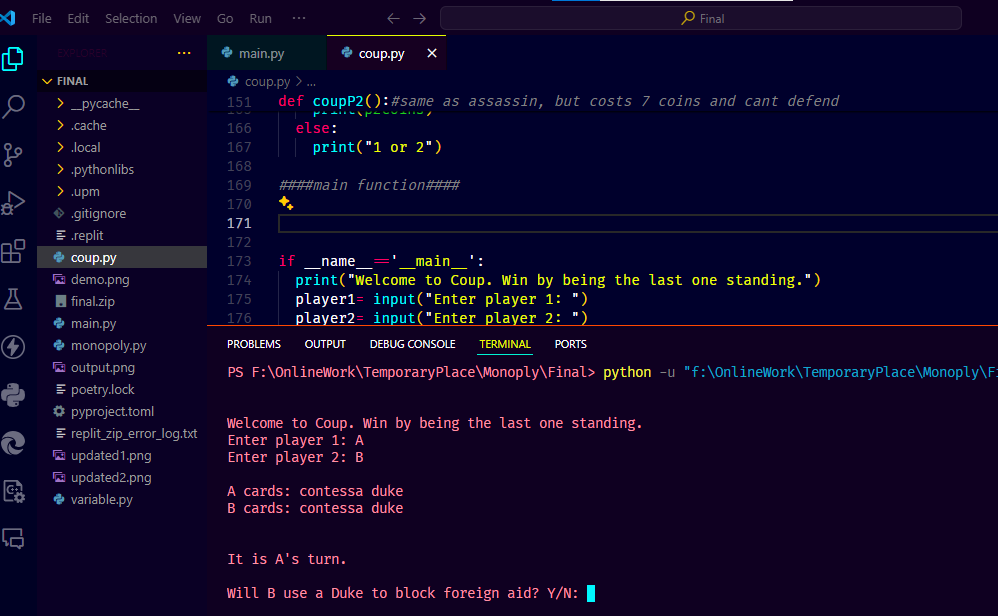 File Edit Selection View Go Run ··· ← → Final
EXPLORER ···
main.py coup.py ×
FINAL
coup.py > ...
__pycache__
.cache
.local
.pythonlibs
.upm
.gitignore
.replit
coup.py
demo.png
final.zip
main.py
monopoly.py
output.png
poetry.lock
pyproject.toml
replit_zip_error_log.txt
updated1.png
updated2.png
variable.py
151 def coupP2():#same as assassin, but costs 7 coins and cant defend
166 else:
167 print("1 or 2")
168
169 ####main function####
170
171
172
173 if __name__=='__main__':
174 print("Welcome to Coup. Win by being the last one standing.")
175 player1= input("Enter player 1: ")
176 player2= input("Enter player 2: ")
PROBLEMS OUTPUT DEBUG CONSOLE TERMINAL PORTS
PS F:\OnlineWork\TemporaryPlace\Monoply\Final> python -u "f:\OnlineWork\TemporaryPlace\Monoply\Fi
Welcome to Coup. Win by being the last one standing.
Enter player 1: A
Enter player 2: B
A cards: contessa duke
B cards: contessa duke
It is A's turn.
Will B use a Duke to block foreign aid? Y/N: